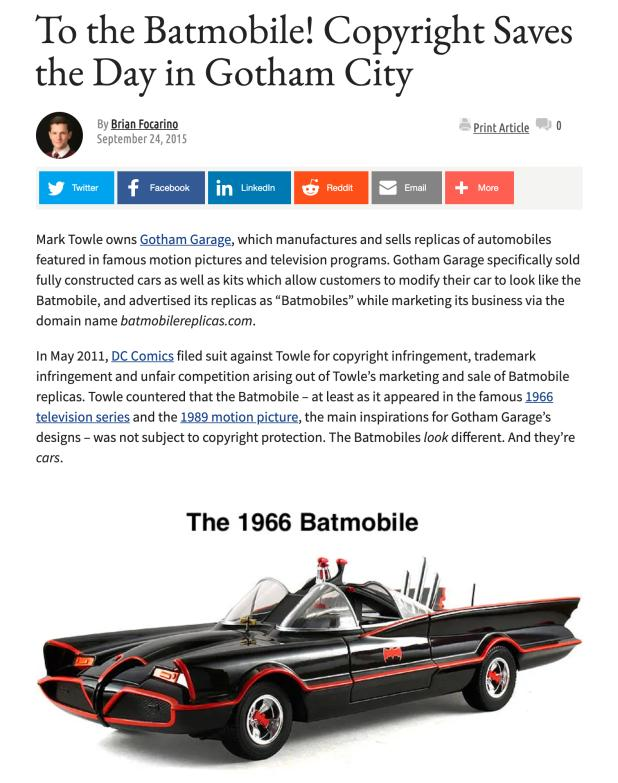 To the Batmobile! Copyright Saves
the Day in Gotham City
By Brian Focarino
September 24, 2015
Print Article 0
Twitter Facebook LinkedIn Reddit Email More
Mark Towle owns Gotham Garage, which manufactures and sells replicas of automobiles
featured in famous motion pictures and television programs. Gotham Garage specifically sold
fully constructed cars as well as kits which allow customers to modify their car to look like the
Batmobile, and advertised its replicas as “Batmobiles” while marketing its business via the
domain name batmobilereplicas.com.
In May 2011, DC Comics filed suit against Towle for copyright infringement, trademark
infringement and unfair competition arising out of Towle’s marketing and sale of Batmobile
replicas. Towle countered that the Batmobile – at least as it appeared in the famous 1966
television series and the 1989 motion picture, the main inspirations for Gotham Garage’s
designs – was not subject to copyright protection. The Batmobiles look different. And they’re
cars.
The 1966 Batmobile